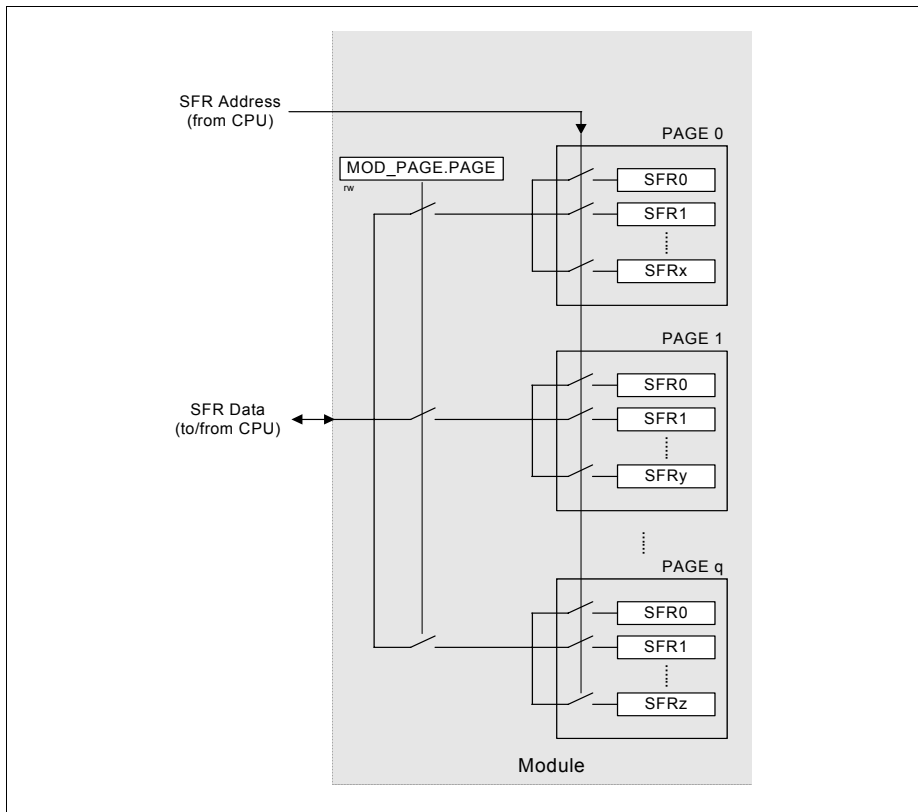 SFR Address
(from CPU)
PAGE 0
MOD_PAGE.PAGE
rw
SFR0
SFR1
SFRx
PAGE 1
SFR0
SFR1
SFRy
SFR Data
(to/from CPU)
PAGE q
SFR0
SFR1
SFRz
Module